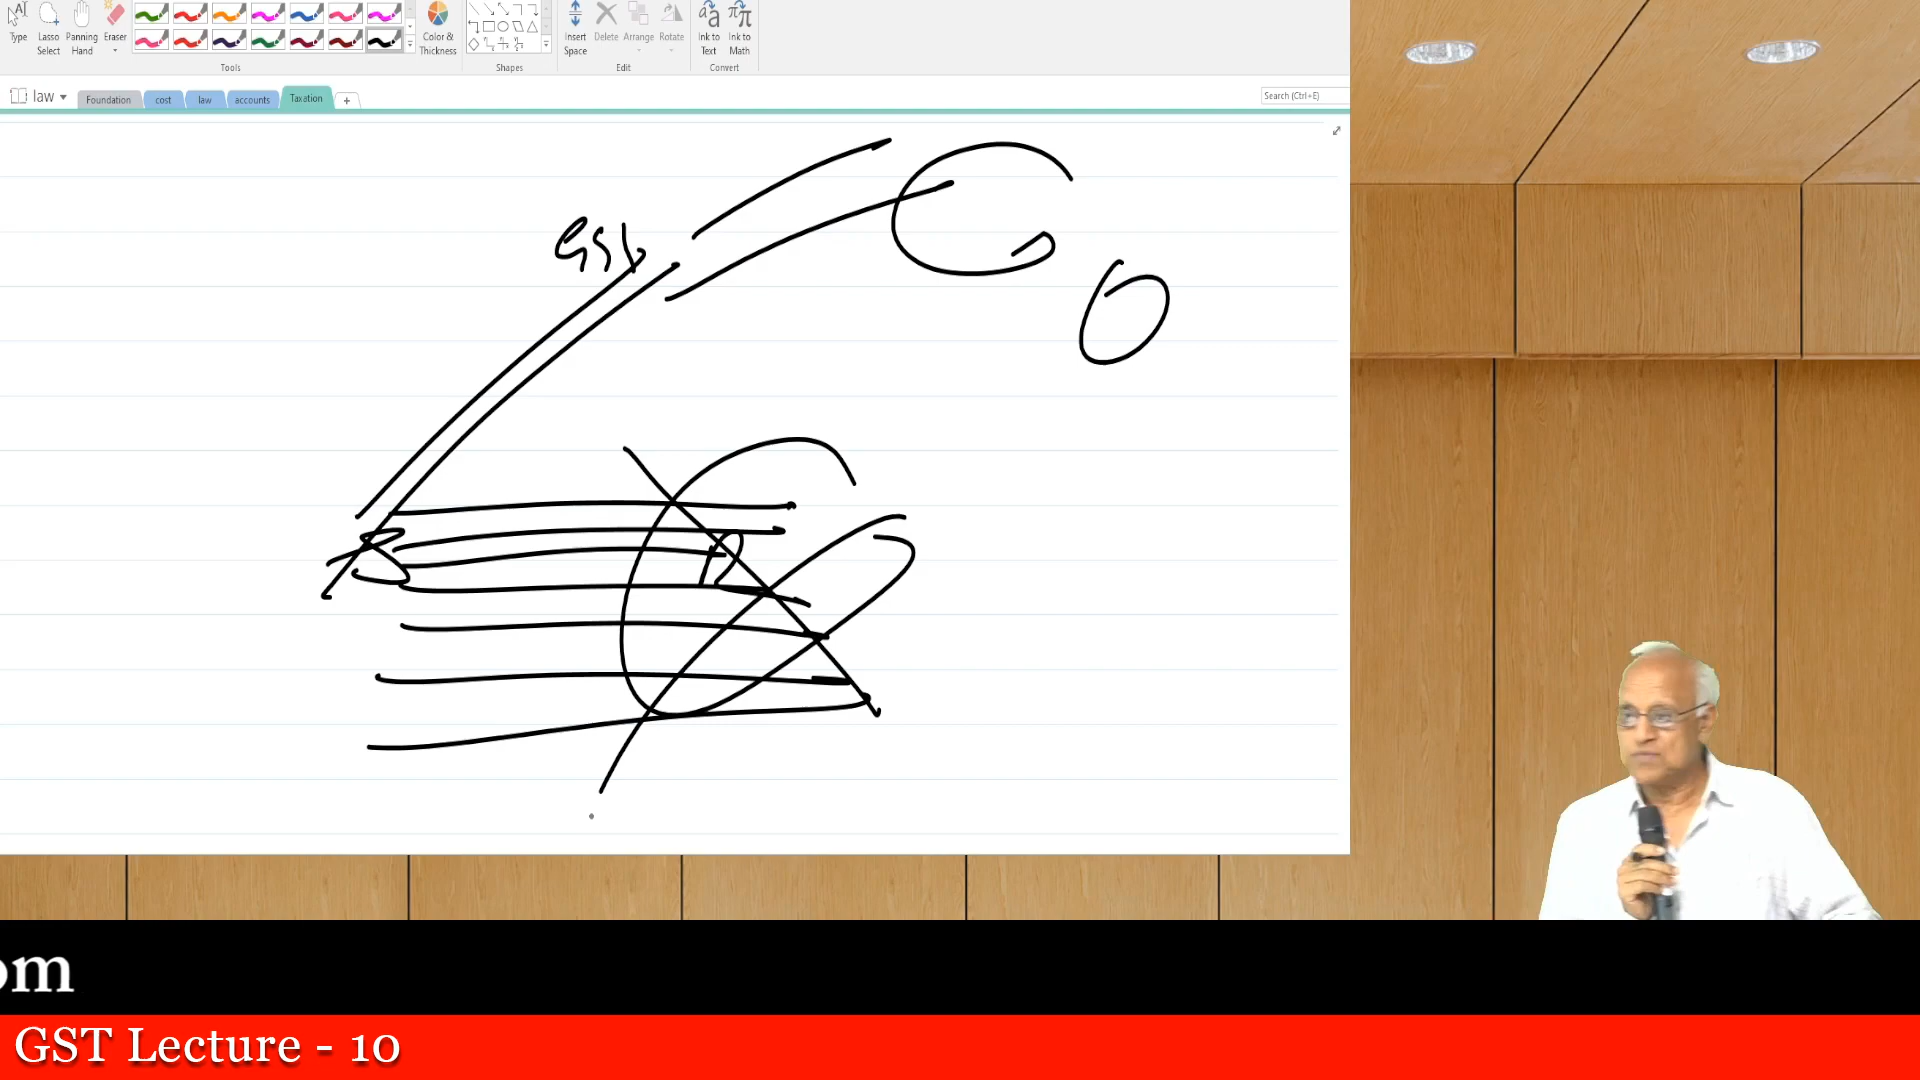 Type
Lasso Select
Panning Hand
Eraser
Color & Thickness
Insert Space
Delete
Arrange
Rotate
Ink to Text
Ink to Math
Tools
Shapes
Edit
Convert
law
Foundation
cost
law
accounts
Taxation
+
Search (Ctrl+E)
GST
om
GST Lecture - 10